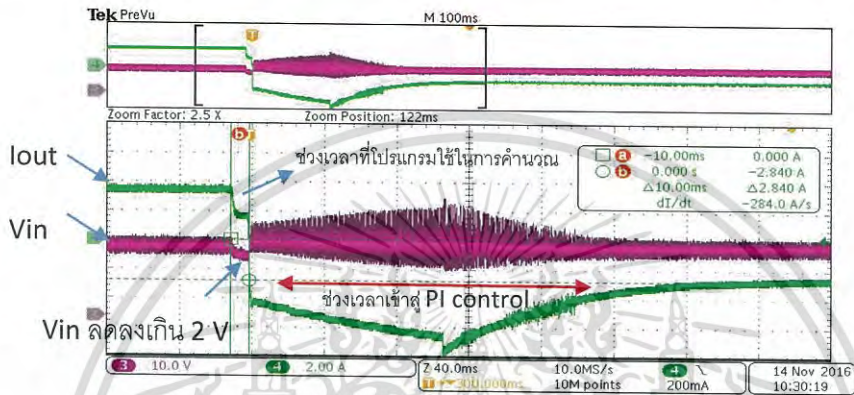 Tek PreVu
M 100ms
Zoom Factor: 2.5 X
Zoom Position: 122ms
Iout
Vin
ช่วงเวลาที่โปรแกรมใช้ในการคำนวณ
a -10.00ms 0.000 A
b 0.000 s -2.840 A
Δ10.00ms Δ2.840 A
dI/dt -284.0 A/s
ช่วงเวลาเข้าสู่ PI control
Vin ลดลงเกิน 2 V
3 10.0 V
4 2.00 A
Z 40.0ms
10.0MS/s
10M points
4
200mA
14 Nov 2016
10:30:19